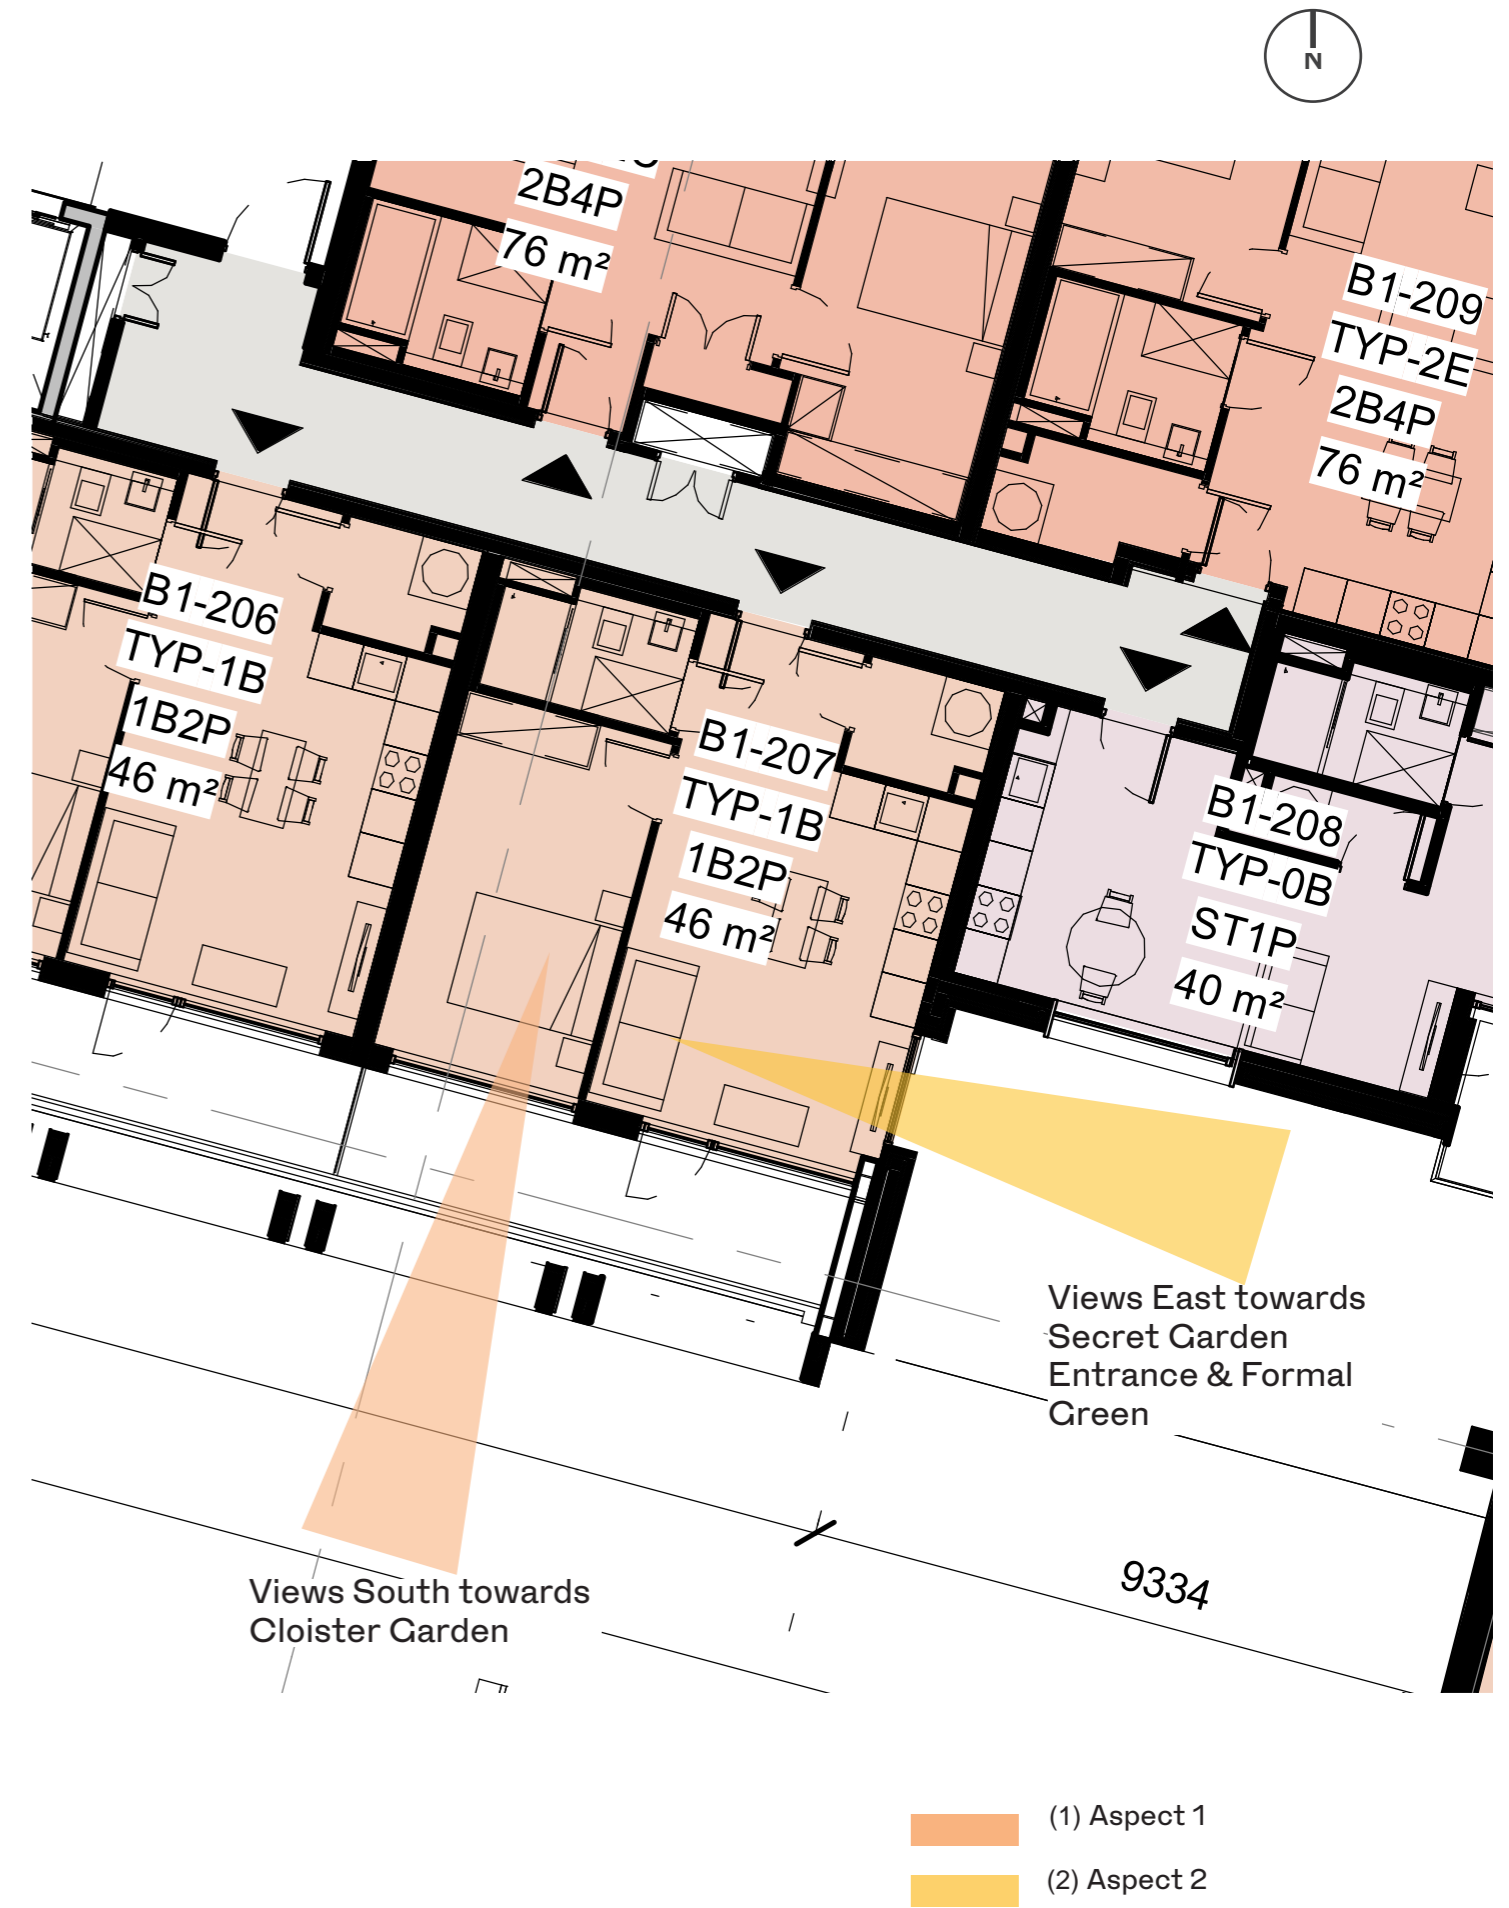 N
2B4P
76 m²
B1-209
TYP-2E
2B4P
76 m²
B1-206
TYP-1B
1B2P
46 m²
B1-207
TYP-1B
1B2P
46 m²
B1-208
TYP-0B
ST1P
40 m²
Views East towards
Secret Garden
Entrance & Formal
Green
Views South towards
Cloister Garden
9334
(1) Aspect 1
(2) Aspect 2